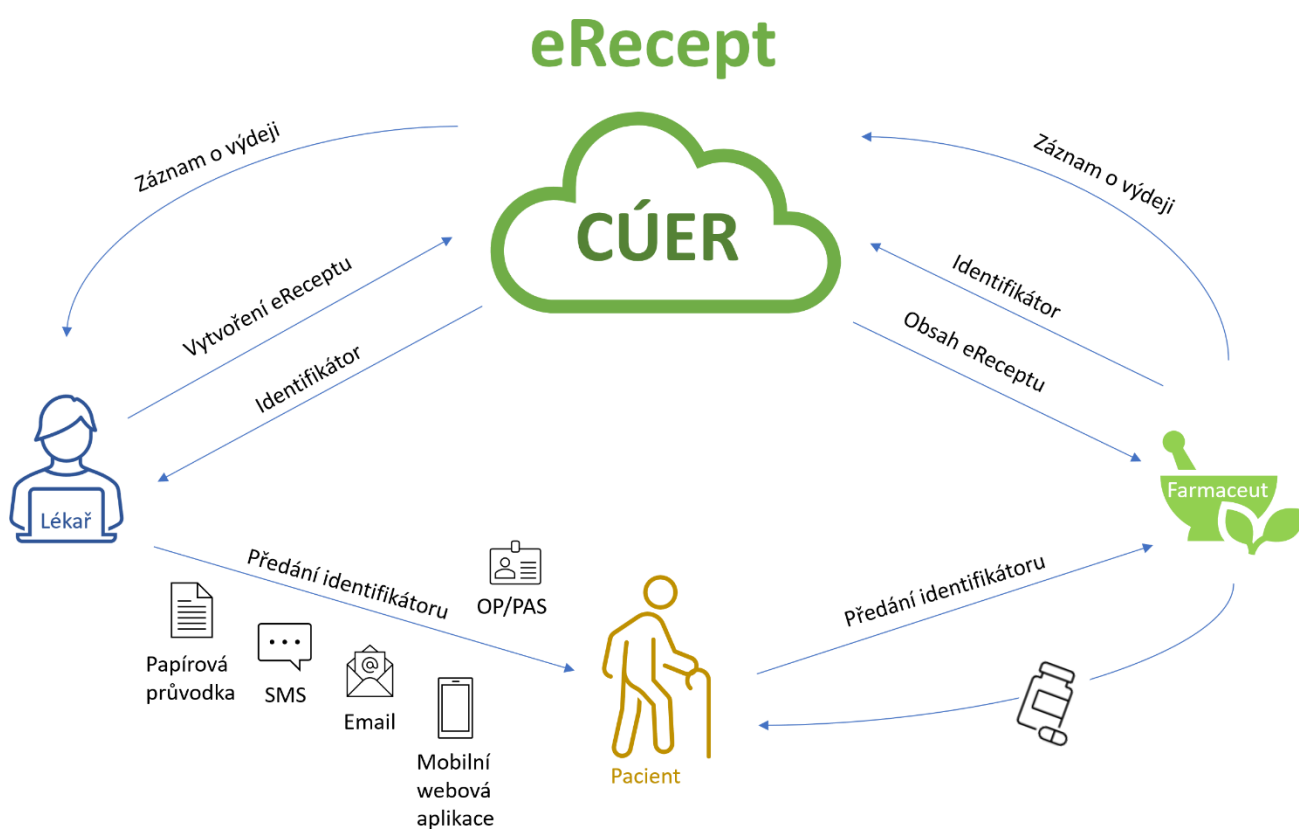 eRecept
Záznam o výdeji
Záznam o výdeji
CÚER
Vytvoření eReceptu
Identifikátor
Identifikátor
Obsah eReceptu
Lékař
Farmaceut
Předání identifikátoru
Předání identifikátoru
OP/PAS
Papírová
průvodka
SMS
Email
Mobilní
webová
aplikace
Pacient